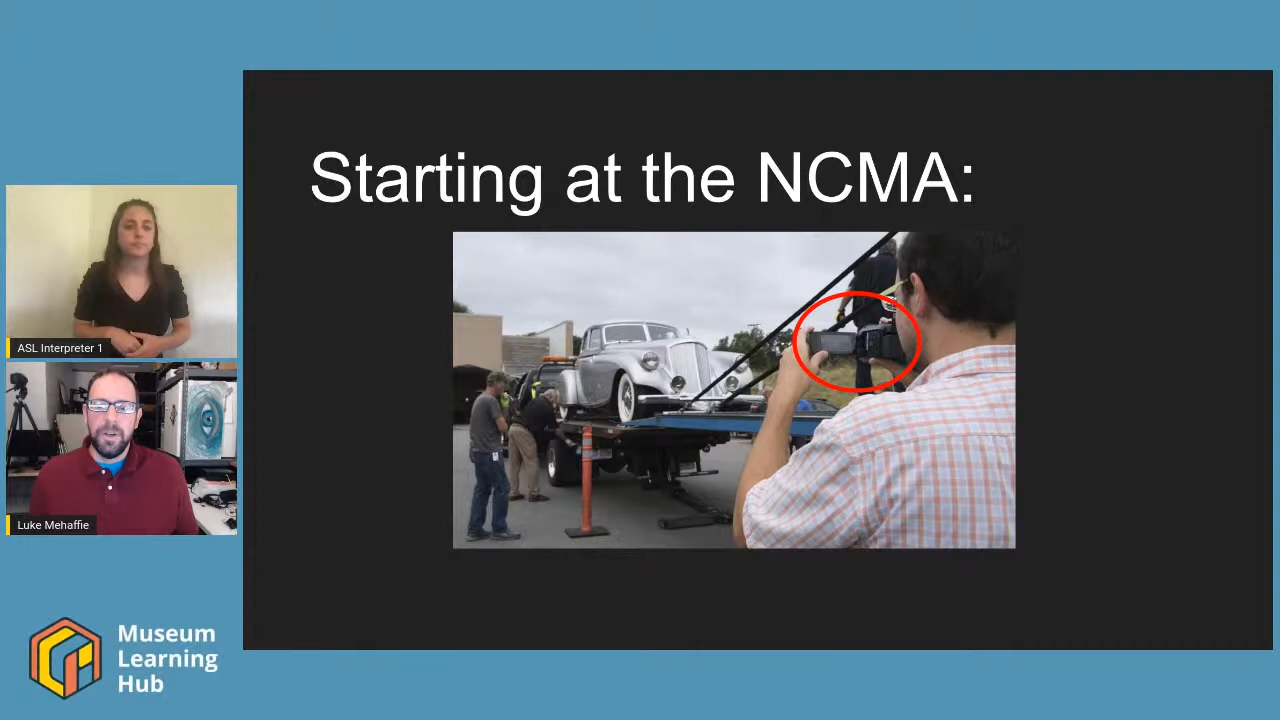 Starting at the NCMA:
ASL Interpreter 1
Luke Mehaffie
Museum
Learning
Hub